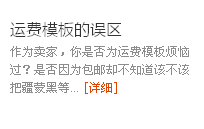 运费模板的误区
作为卖家，你是否为运费模板烦恼
过？是否因为包邮却不知道该不该
把疆蒙黑等... [详细]